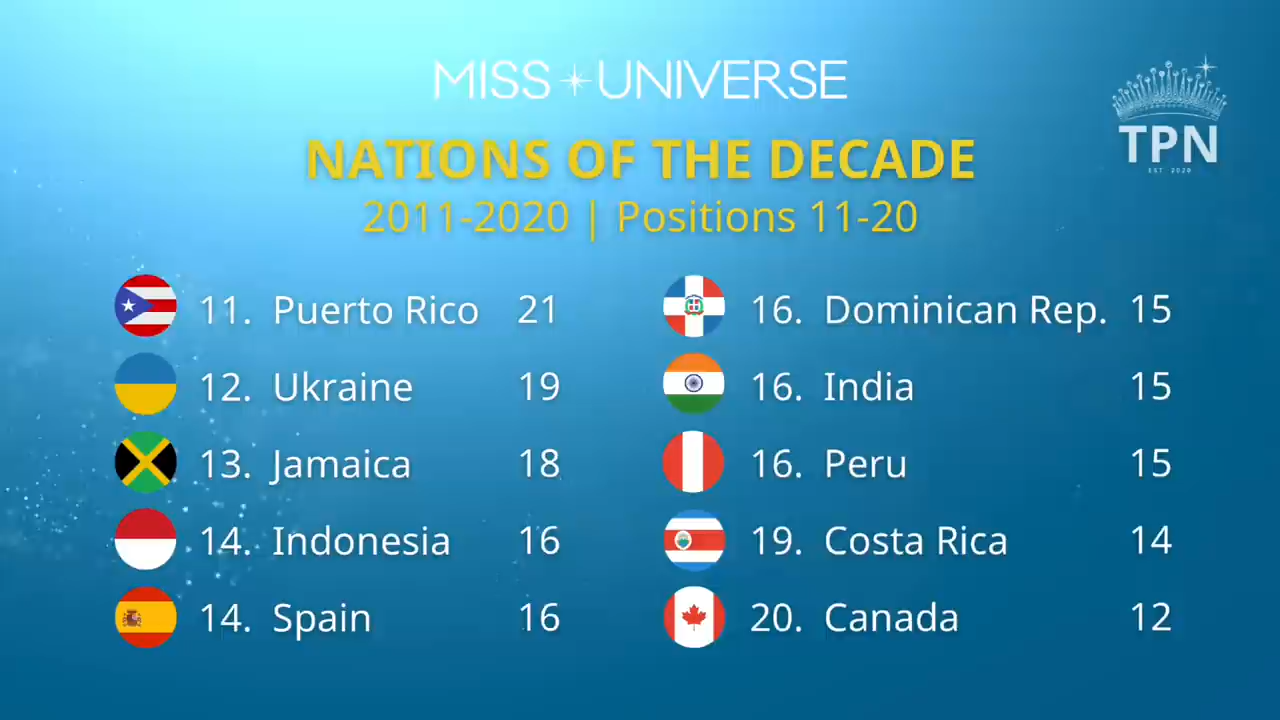 MISS UNIVERSE
TPN
EST 2020
NATIONS OF THE DECADE
2011-2020 | Positions 11-20
11. Puerto Rico 21
12. Ukraine 19
13. Jamaica 18
14. Indonesia 16
14. Spain 16
16. Dominican Rep. 15
16. India 15
16. Peru 15
19. Costa Rica 14
20. Canada 12